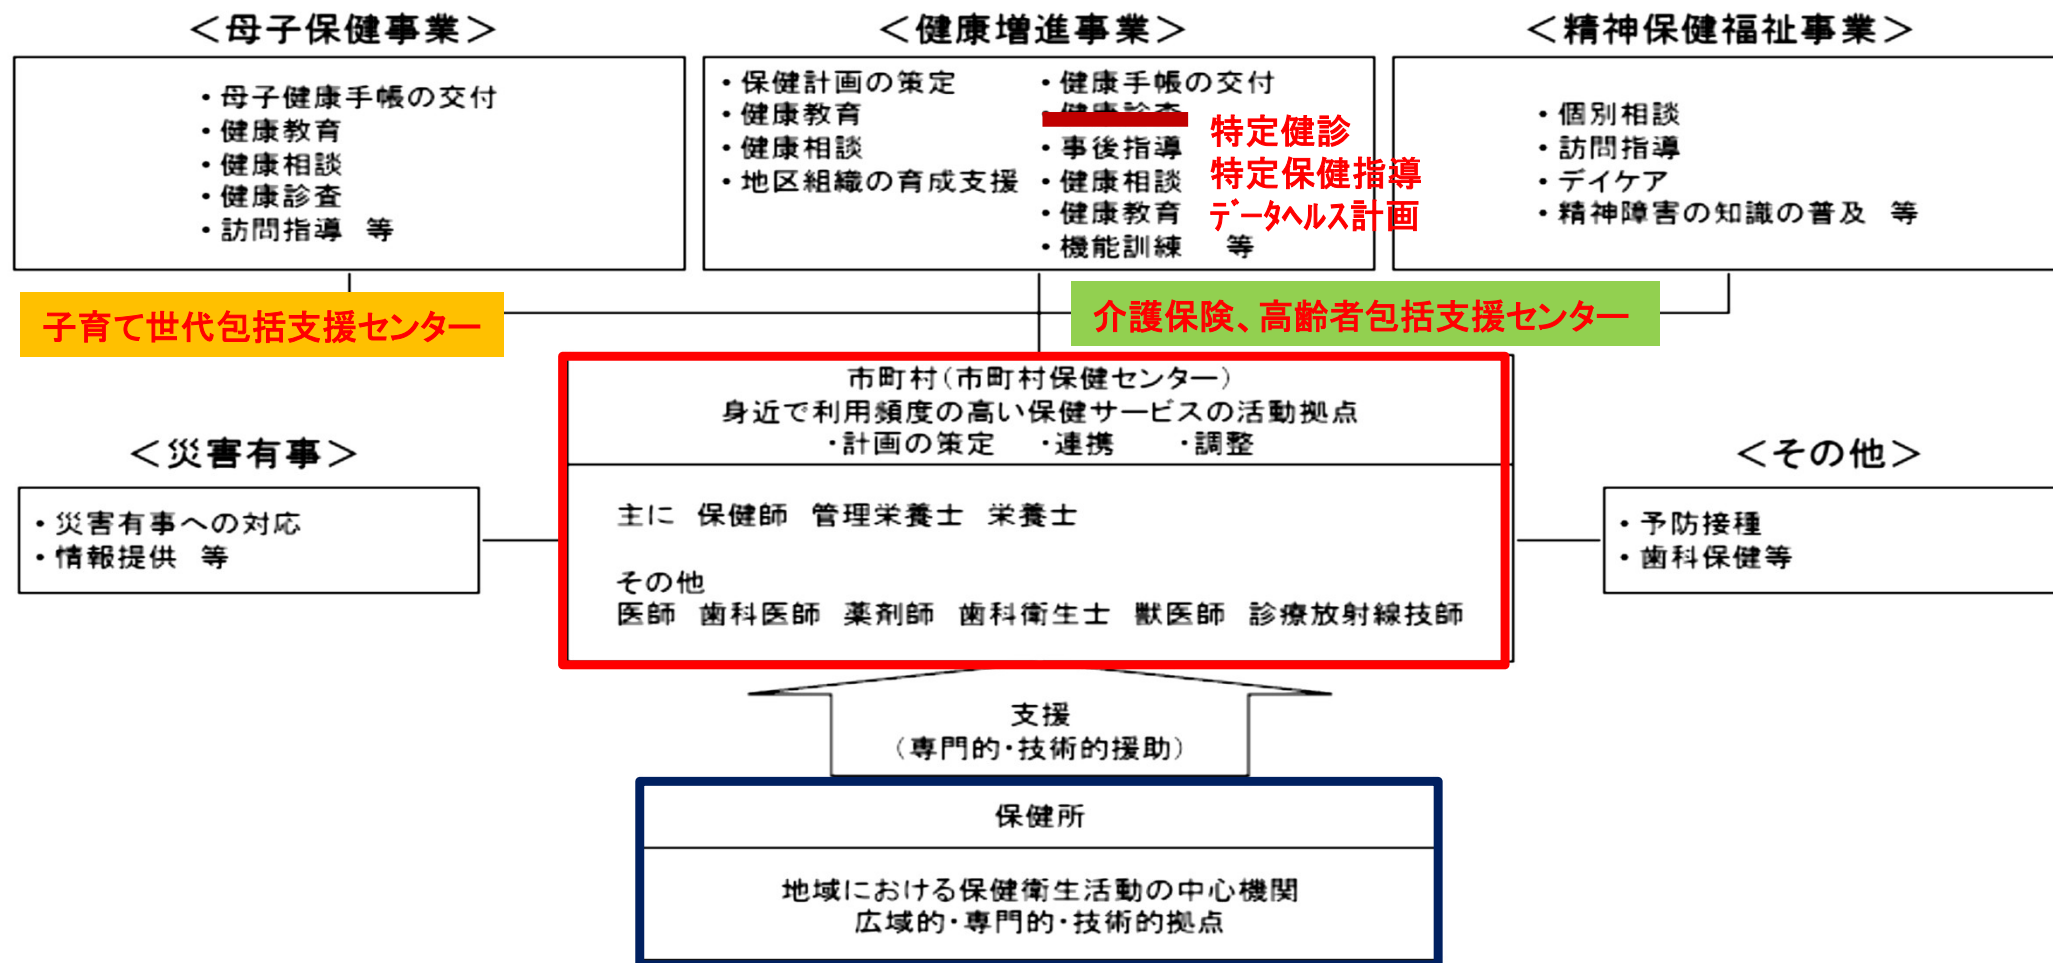 ＜母子保健事業＞
・母子健康手帳の交付
・健康教育
・健康相談
・健康診査
・訪問指導　等
＜健康増進事業＞
・保健計画の策定
・健康教育
・健康相談
・地区組織の育成支援
・健康手帳の交付
・健康診査
・事後指導
・健康相談
・健康教育
・機能訓練　等
特定健診
特定保健指導
データヘルス計画
＜精神保健福祉事業＞
・個別相談
・訪問指導
・デイケア
・精神障害の知識の普及　等
子育て世代包括支援センター
介護保険、高齢者包括支援センター
市町村（市町村保健センター）
身近で利用頻度の高い保健サービスの活動拠点
・計画の策定　・連携　・調整
主に　保健師　管理栄養士　栄養士
その他
医師　歯科医師　薬剤師　歯科衛生士　獣医師　診療放射線技師
＜災害有事＞
・災害有事への対応
・情報提供　等
＜その他＞
・予防接種
・歯科保健等
支援
（専門的・技術的援助）
保健所
地域における保健衛生活動の中心機関
広域的・専門的・技術的拠点